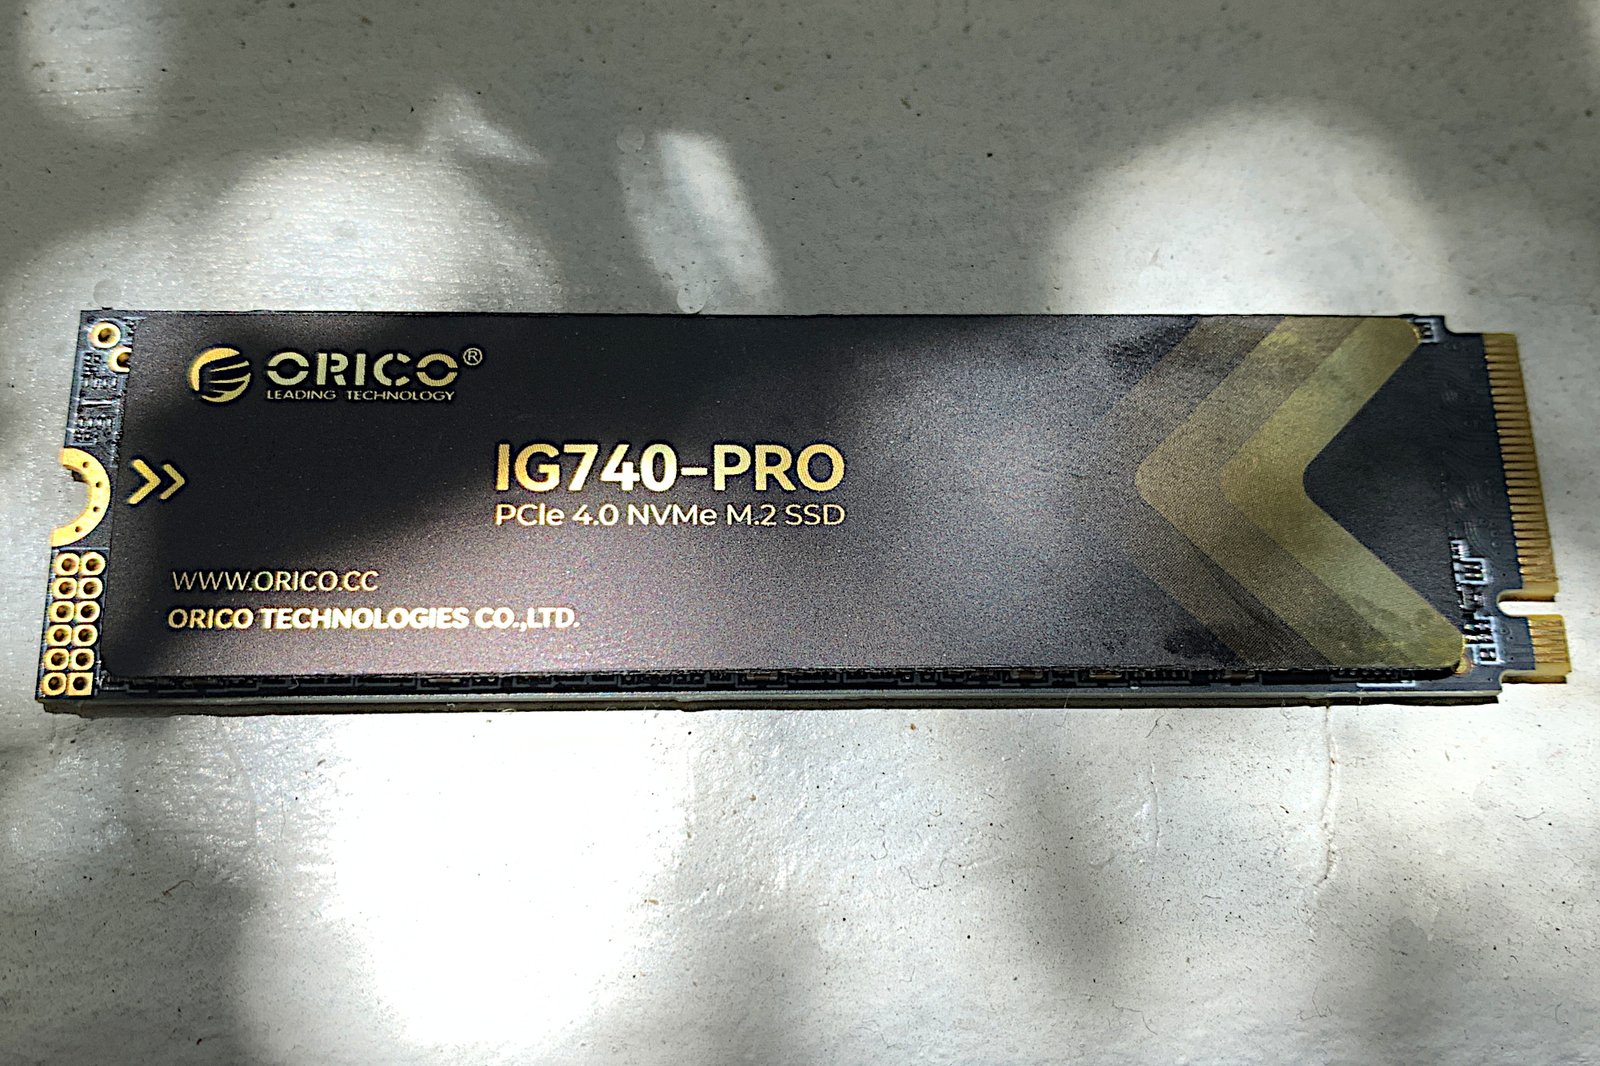 ORICO®
LEADING TECHNOLOGY
IG740-PRO
PCIe 4.0 NVMe M.2 SSD
WWW.ORICO.CC
ORICO TECHNOLOGIES CO.,LTD.